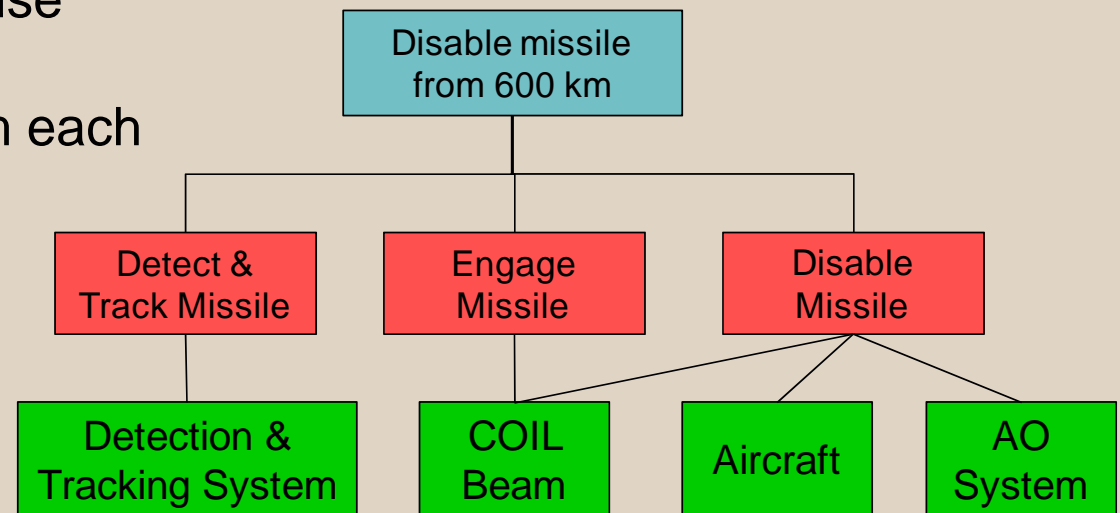 each
Disable missile
from 600 km
Detect &
Track Missile
Engage
Missile
Disable
Missile
Detection &
Tracking System
COIL
Beam
Aircraft
AO
System